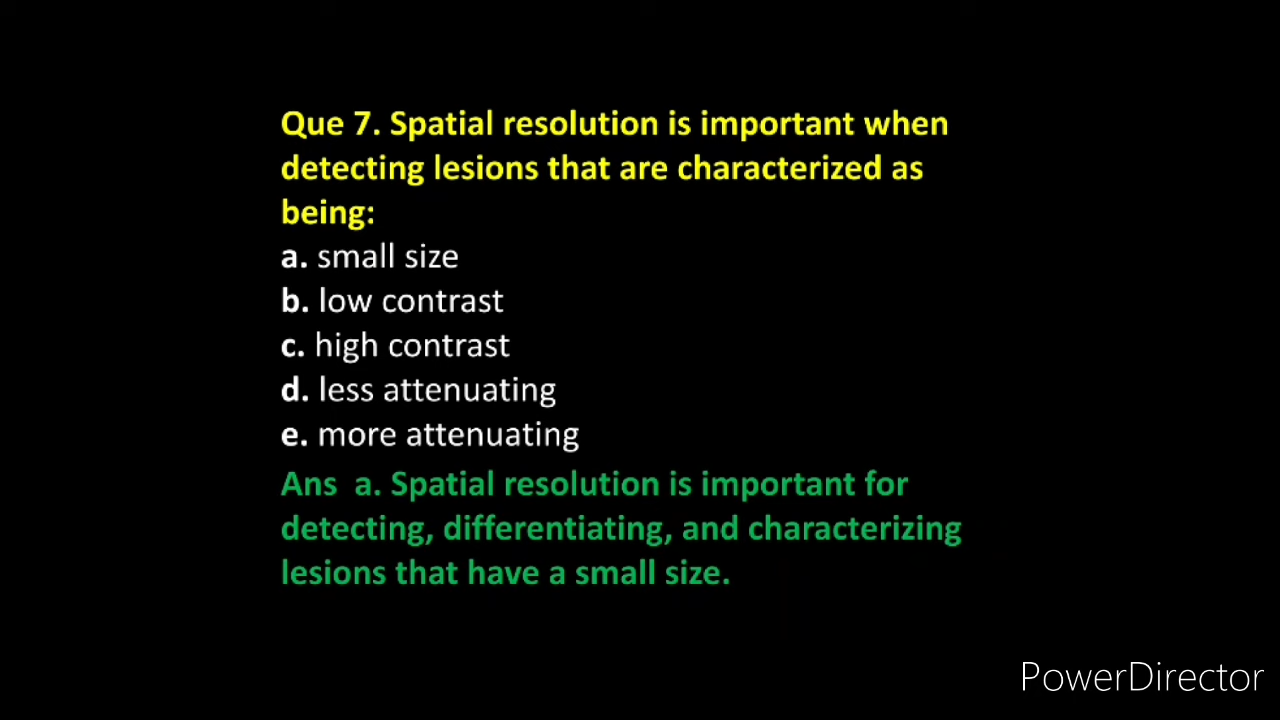 Que 7. Spatial resolution is important when
detecting lesions that are characterized as
being:
a. small size
b. low contrast
c. high contrast
d. less attenuating
e. more attenuating
Ans  a. Spatial resolution is important for
detecting, differentiating, and characterizing
lesions that have a small size.
PowerDirector